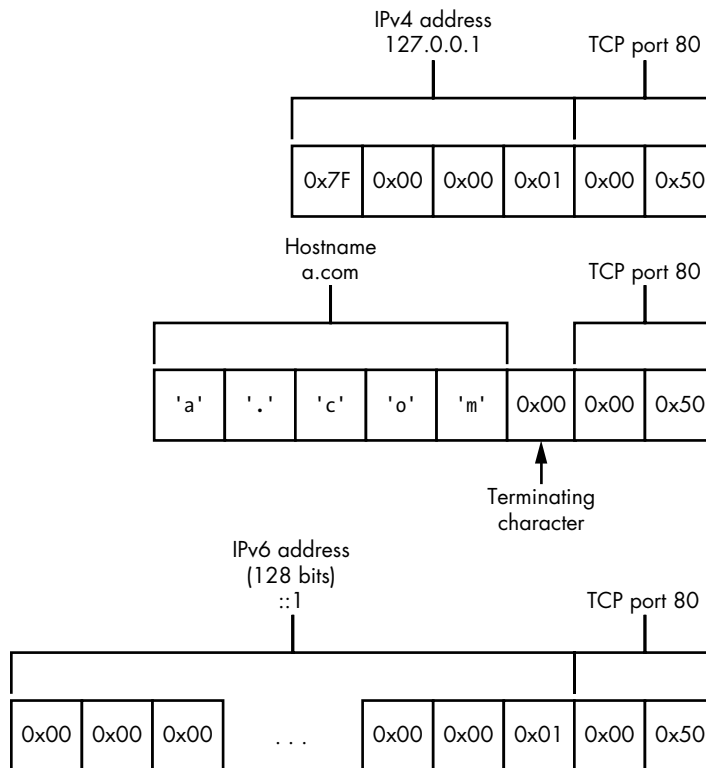 IPv4 address
127.0.0.1
TCP port 80
0x7F 0x00 0x00 0x01 0x00 0x50
Hostname
a.com
TCP port 80
'a' '.' 'c' 'o' 'm' 0x00 0x00 0x50
Terminating
character
IPv6 address
(128 bits)
::1
TCP port 80
0x00 0x00 0x00 ... 0x00 0x00 0x01 0x00 0x50